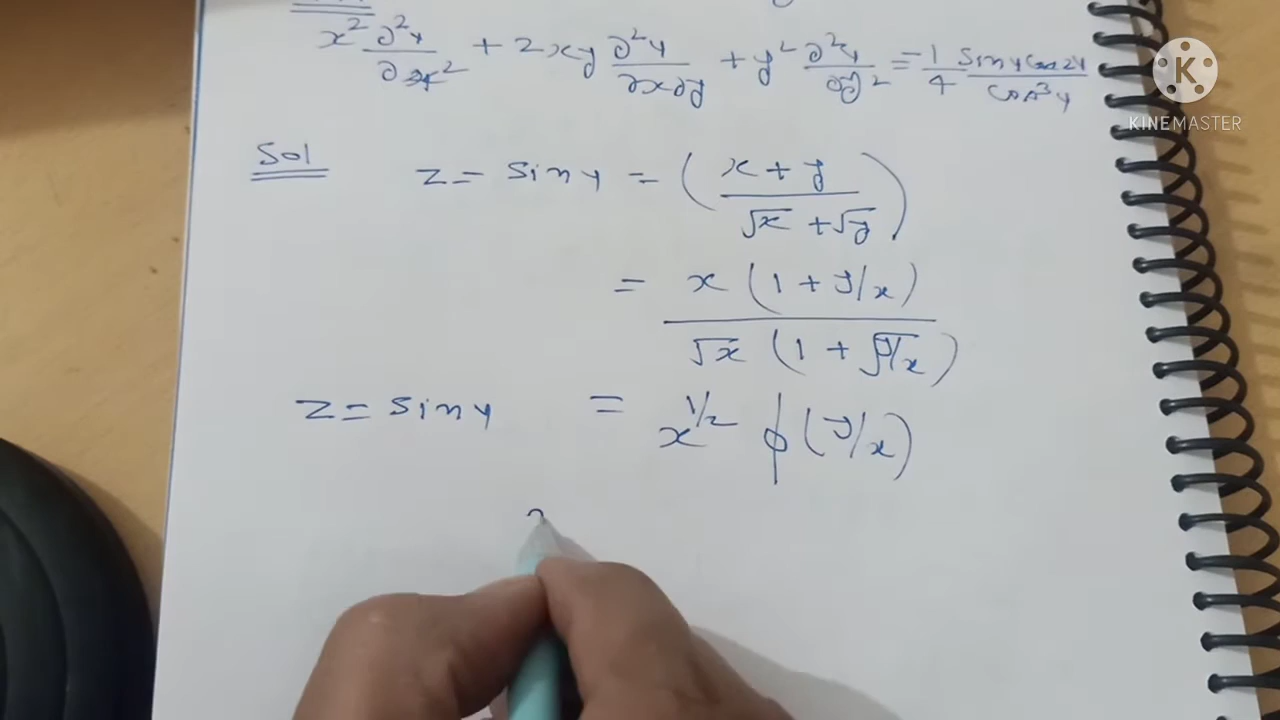 x² ∂²u/∂x² + 2xy ∂²u/∂x∂y + y² ∂²u/∂y² = -1/4 sin u cos 2u / cos³ u
K
KINEMASTER
Sol z = sin u = ( x + y / √x + √y )
= x (1 + y/x) / √x (1 + √y/x)
z = sin u = x^1/2 ϕ (y/x)